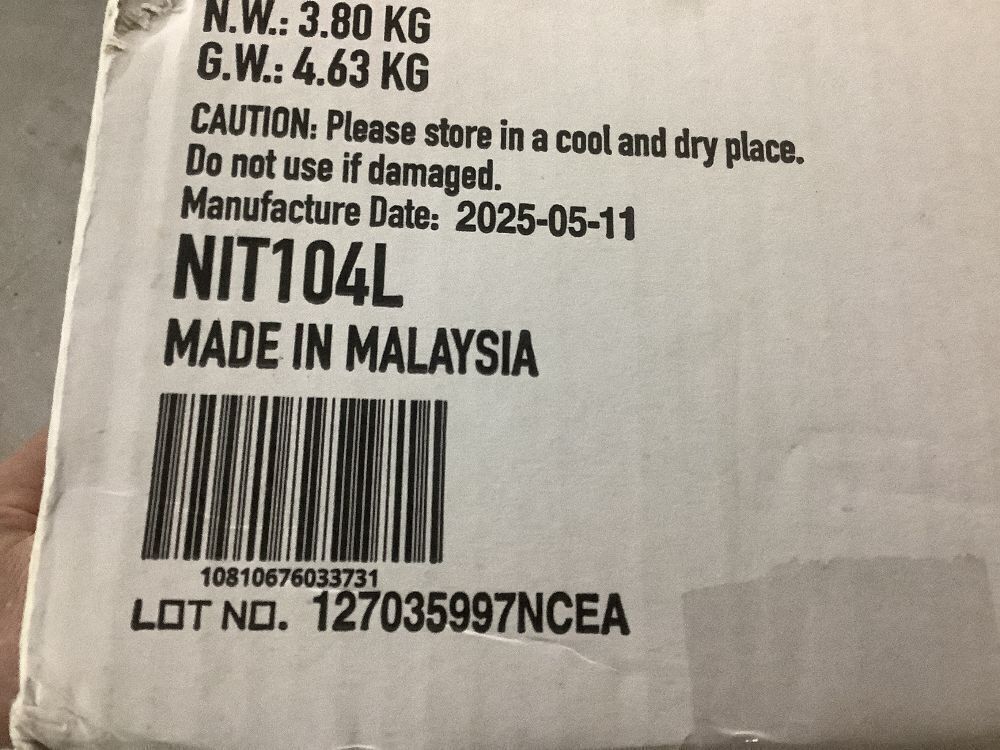 N.W.: 3.80 KG
G.W.: 4.63 KG
CAUTION: Please store in a cool and dry place.
Do not use if damaged.
Manufacture Date: 2025-05-11
NIT104L
MADE IN MALAYSIA
10810676033731
LOT NO. 127035997NCEA